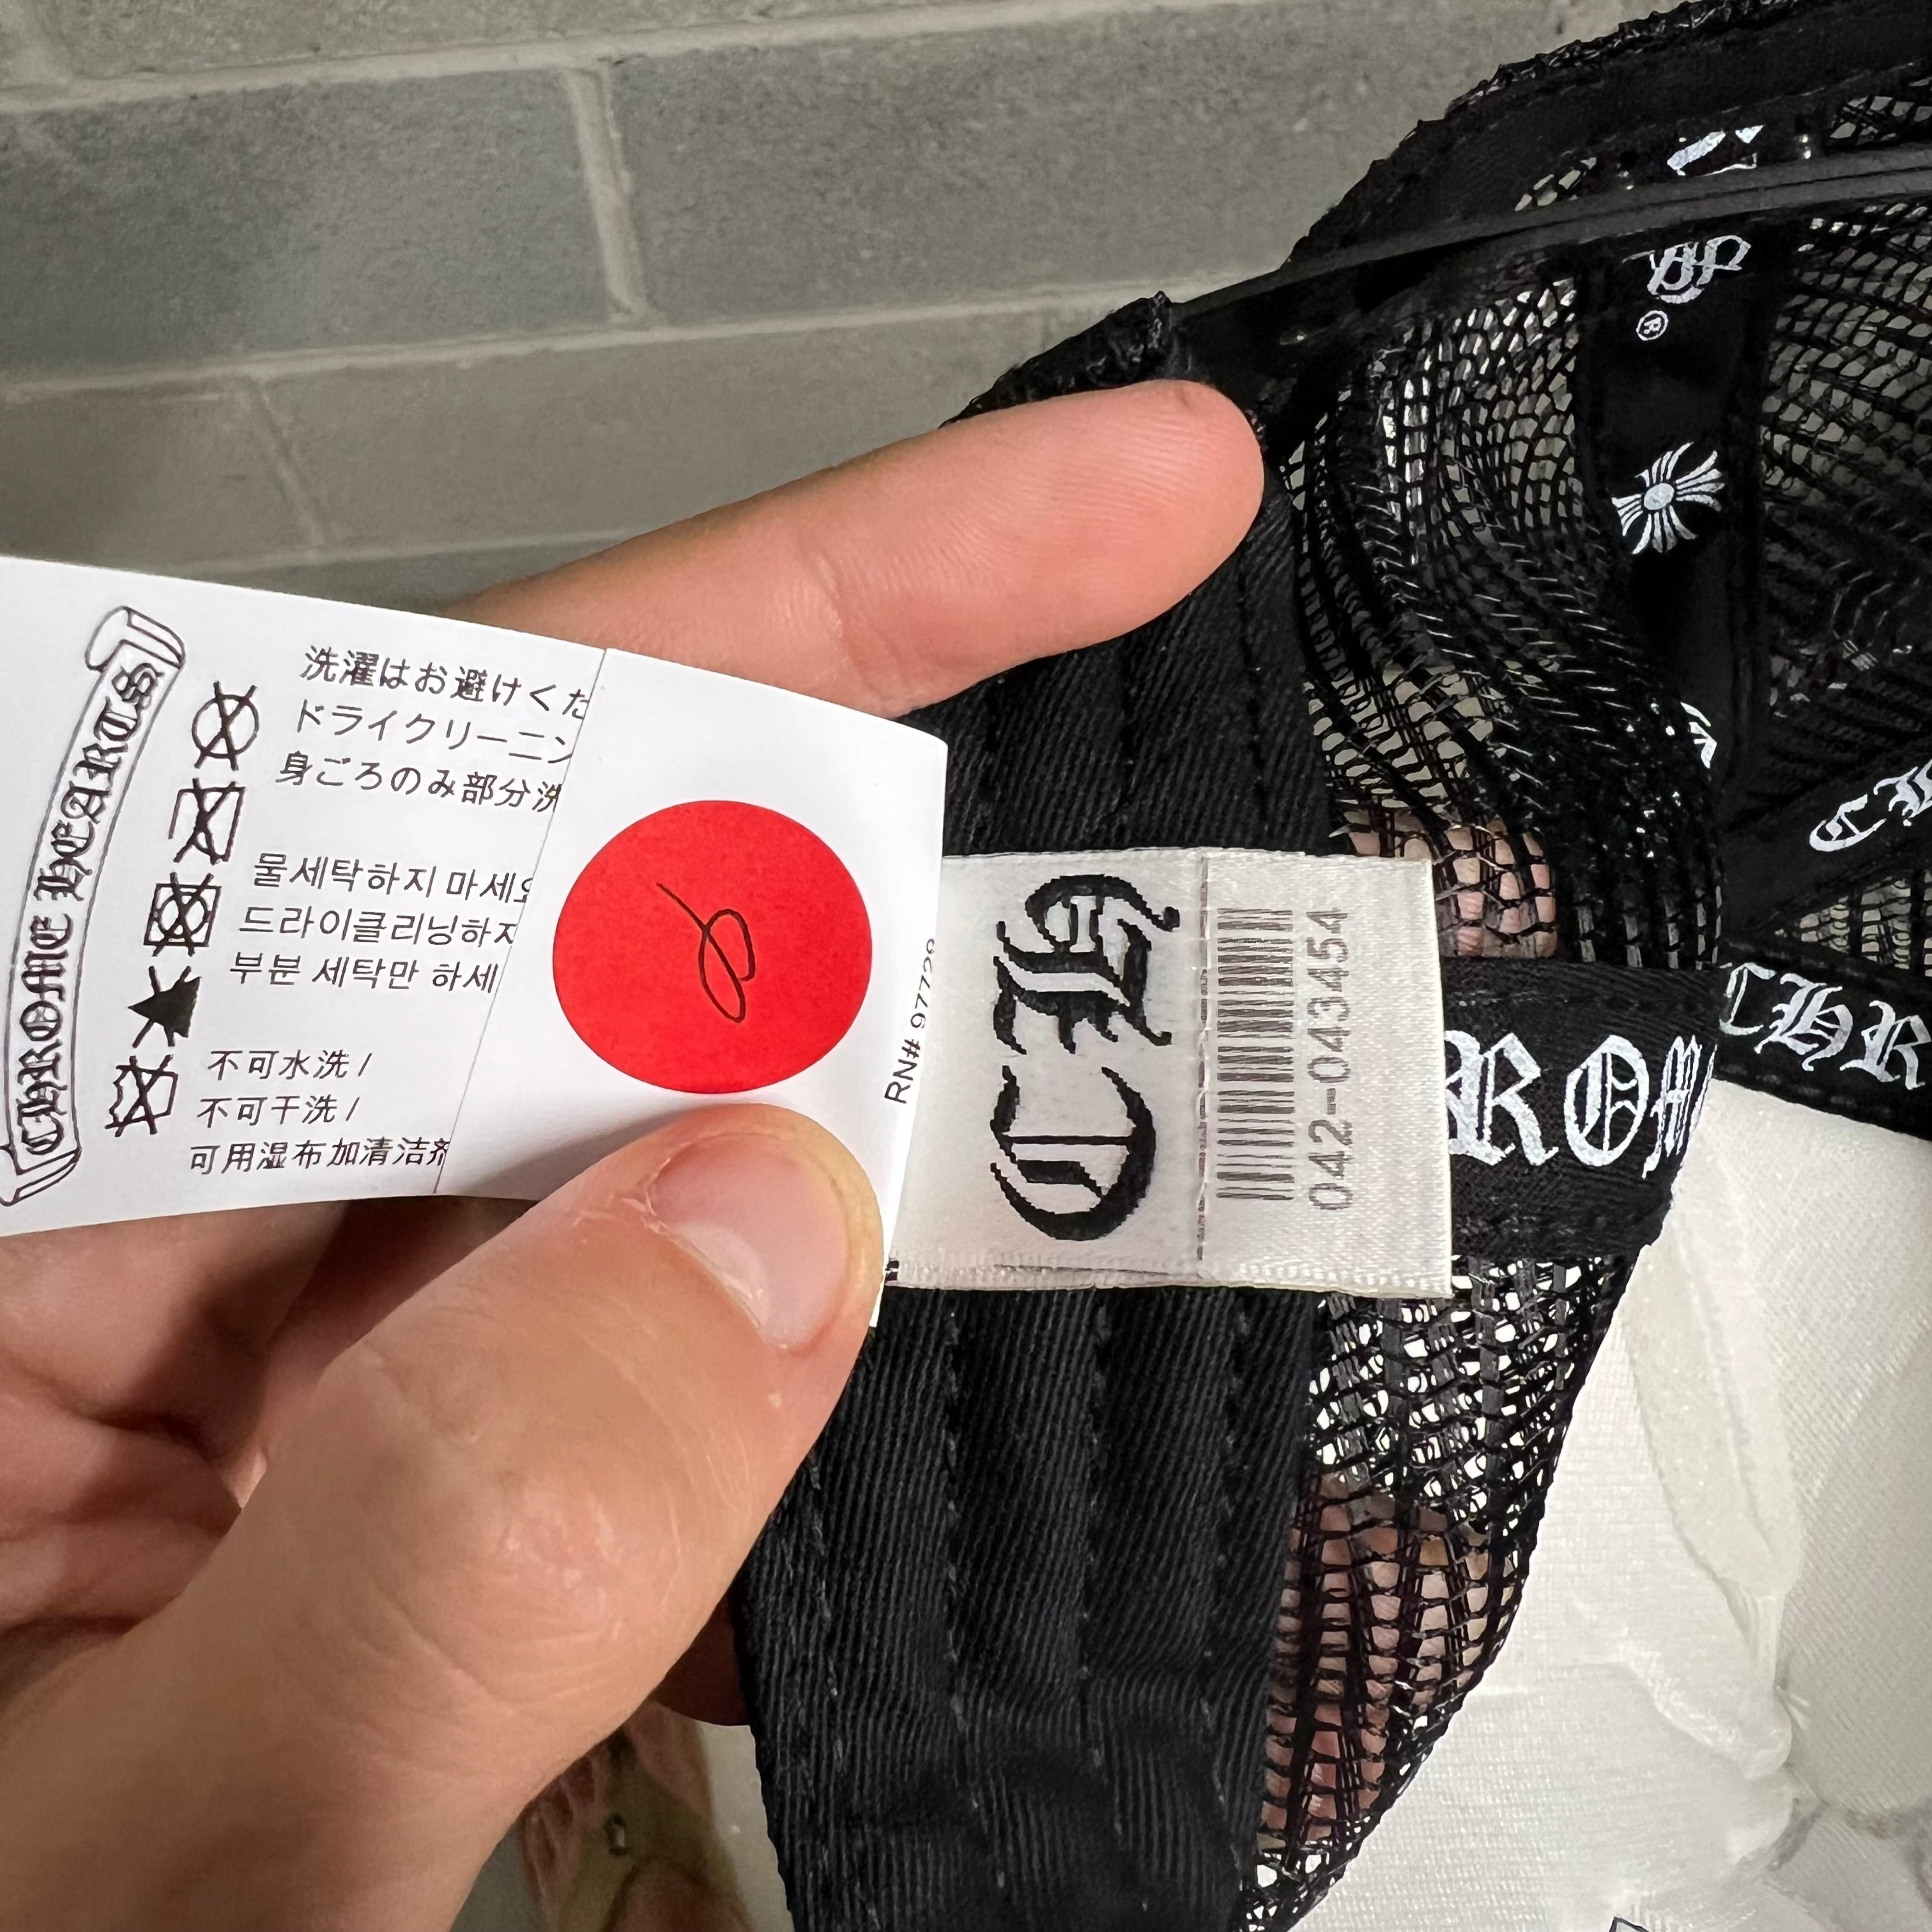 CHROME HEARTS
洗濯はお避けくだ
ドライクリーニン
身ごろのみ部分洗
물세탁하지 마세요
드라이클리닝하지
부분 세탁만 하세
不可水洗 /
不可干洗 /
可用湿布加清洁剂
RN# 97728
CH
042-043454
ROM
CHR
CH
®